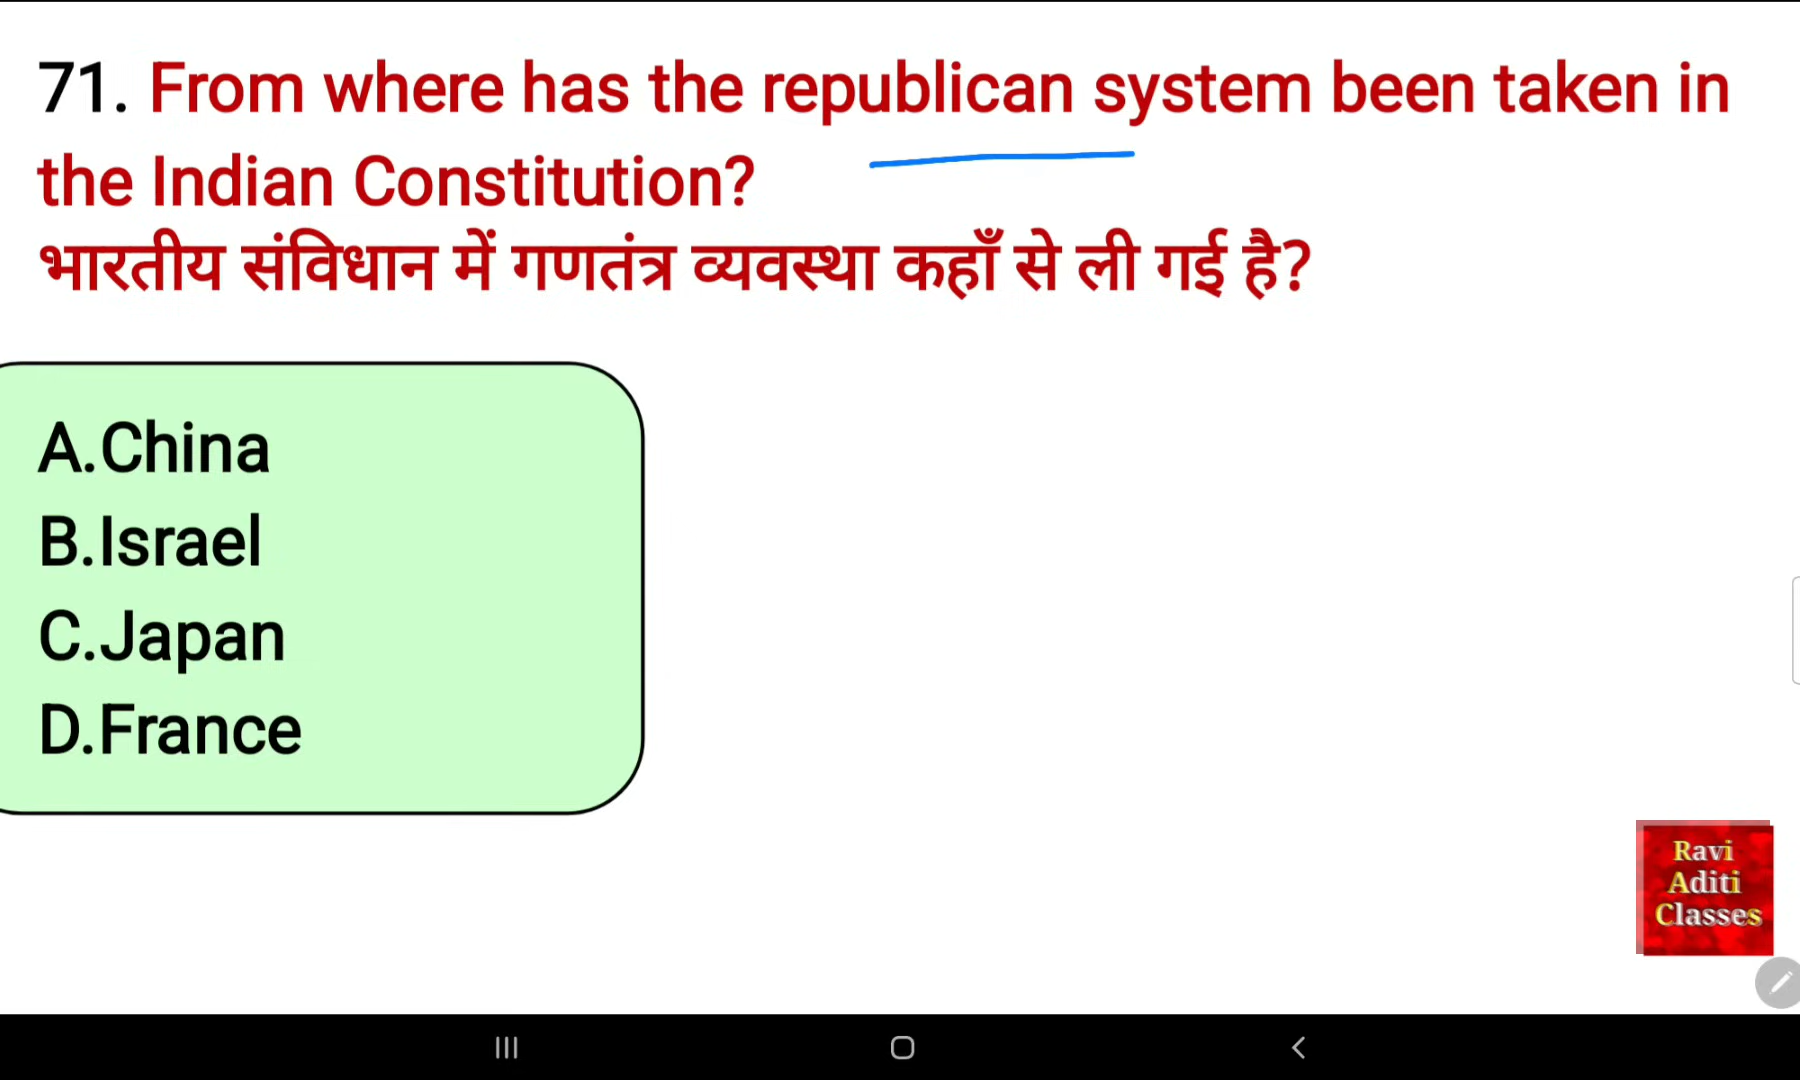 71. From where has the republican system been taken in
the Indian Constitution?
भारतीय संविधान में गणतंत्र व्यवस्था कहाँ से ली गई है?
A.China
B.Israel
C.Japan
D.France
Ravi
Aditi
Classes